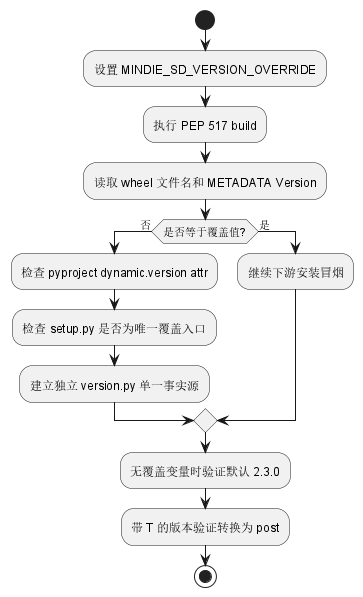 设置 MINDIE_SD_VERSION_OVERRIDE
执行 PEP 517 build
读取 wheel 文件名和 METADATA Version
否
是否等于覆盖值?
是
检查 pyproject dynamic.version attr
继续下游安装冒烟
检查 setup.py 是否为唯一覆盖入口
建立独立 version.py 单一事实源
无覆盖变量时验证默认 2.3.0
带 T 的版本验证转换为 post